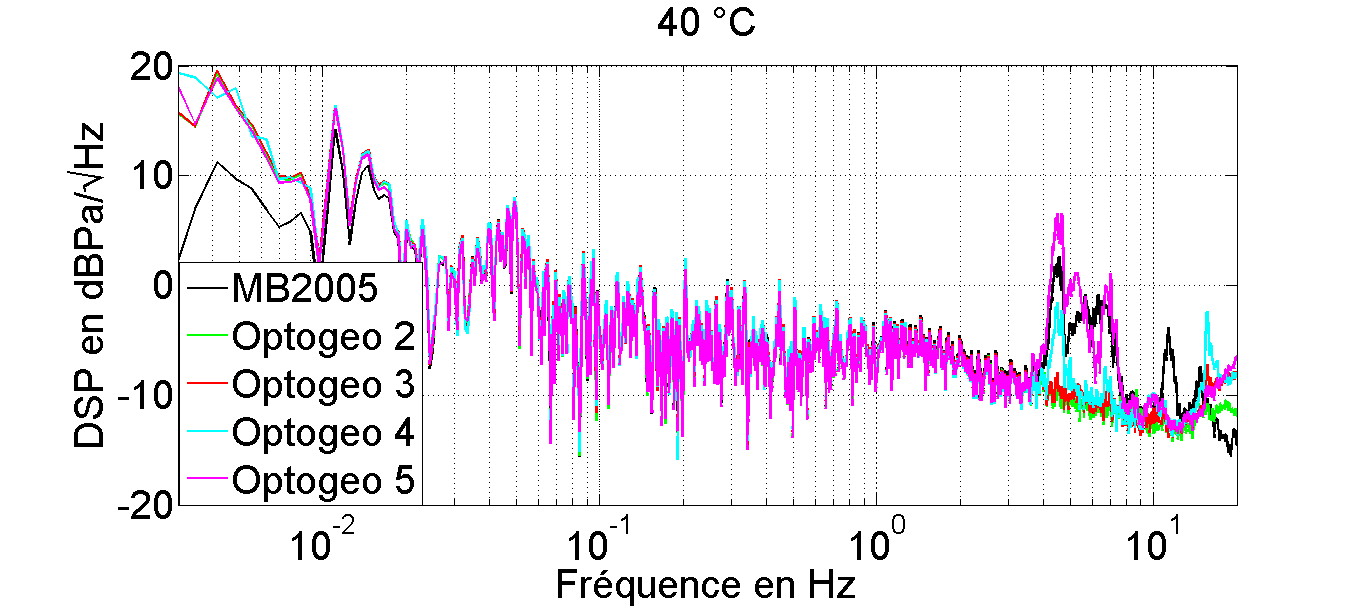 40 °C
DSP en dBPa/√Hz
20
10
0
-10
-20
MB2005
Optogeo 2
Optogeo 3
Optogeo 4
Optogeo 5
10^-2 10^-1 10^0 10^1
Fréquence en Hz